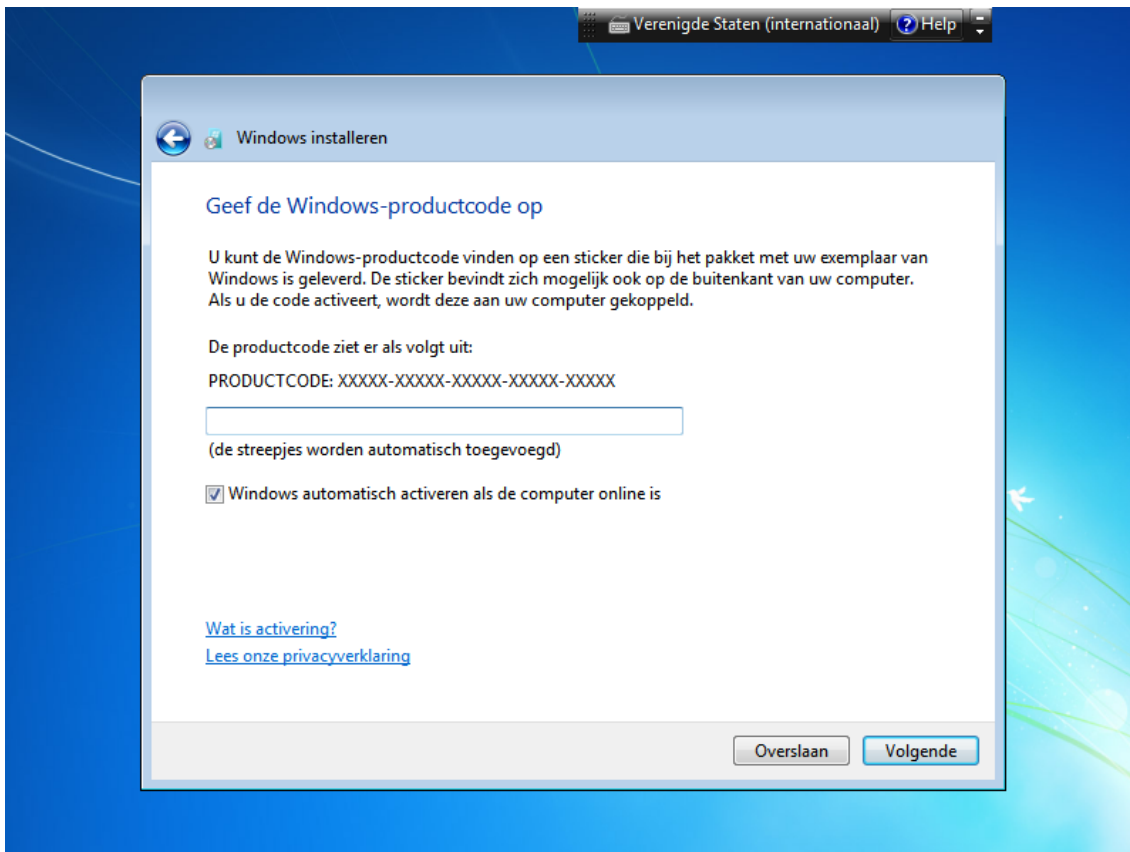 Verenigde Staten (internationaal) Help
Windows installeren
Geef de Windows-productcode op
U kunt de Windows-productcode vinden op een sticker die bij het pakket met uw exemplaar van
Windows is geleverd. De sticker bevindt zich mogelijk ook op de buitenkant van uw computer.
Als u de code activeert, wordt deze aan uw computer gekoppeld.
De productcode ziet er als volgt uit:
PRODUCTCODE: XXXXX-XXXXX-XXXXX-XXXXX-XXXXX
(de streepjes worden automatisch toegevoegd)
Windows automatisch activeren als de computer online is
Wat is activering?
Lees onze privacyverklaring
Overslaan Volgende